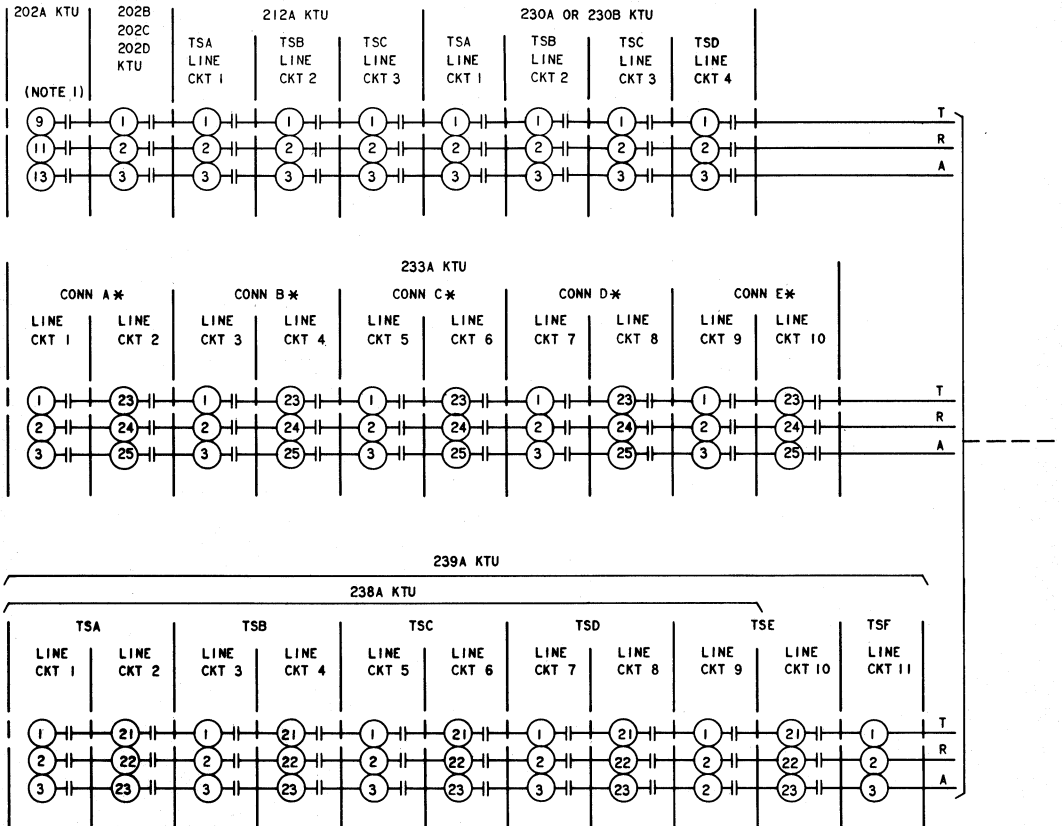 202A KTU 202B 202C 202D KTU 212A KTU 230A OR 230B KTU
TSA LINE CKT 1 TSB LINE CKT 2 TSC LINE CKT 3 TSA LINE CKT 1 TSB LINE CKT 2 TSC LINE CKT 3 TSD LINE CKT 4
(NOTE 1)
9 1 1 1 1 1 1 1 1 T
11 2 2 2 2 2 2 2 2 R
13 3 3 3 3 3 3 3 3 A
233A KTU
CONN A* CONN B* CONN C* CONN D* CONN E*
LINE LINE LINE LINE LINE LINE LINE LINE LINE LINE
CKT 1 CKT 2 CKT 3 CKT 4 CKT 5 CKT 6 CKT 7 CKT 8 CKT 9 CKT 10
1 23 1 23 1 23 1 23 1 23 T
2 24 2 24 2 24 2 24 2 24 R
3 25 3 25 3 25 3 25 3 25 A
239A KTU
238A KTU
TSA TSB TSC TSD TSE TSF
LINE LINE LINE LINE LINE LINE LINE LINE LINE LINE LINE
CKT 1 CKT 2 CKT 3 CKT 4 CKT 5 CKT 6 CKT 7 CKT 8 CKT 9 CKT 10 CKT 11
1 21 1 21 1 21 1 21 1 21 1 T
2 22 2 22 2 22 2 22 2 22 2 R
3 23 3 23 3 23 3 23 2 23 3 A